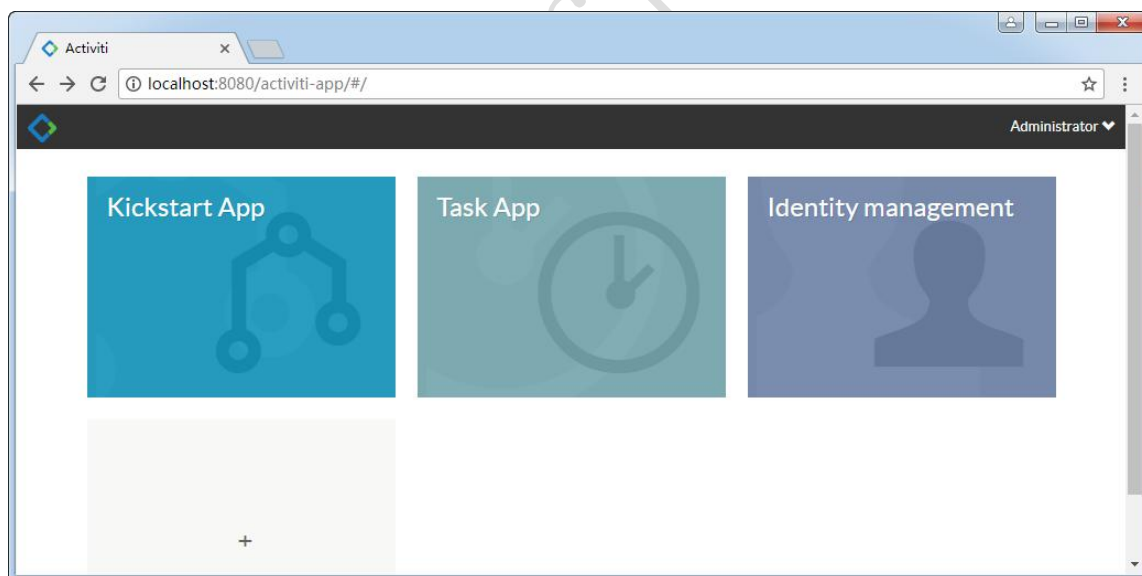 Activiti
localhost:8080/activiti-app/#/
Administrator
Kickstart App
Task App
Identity management
+